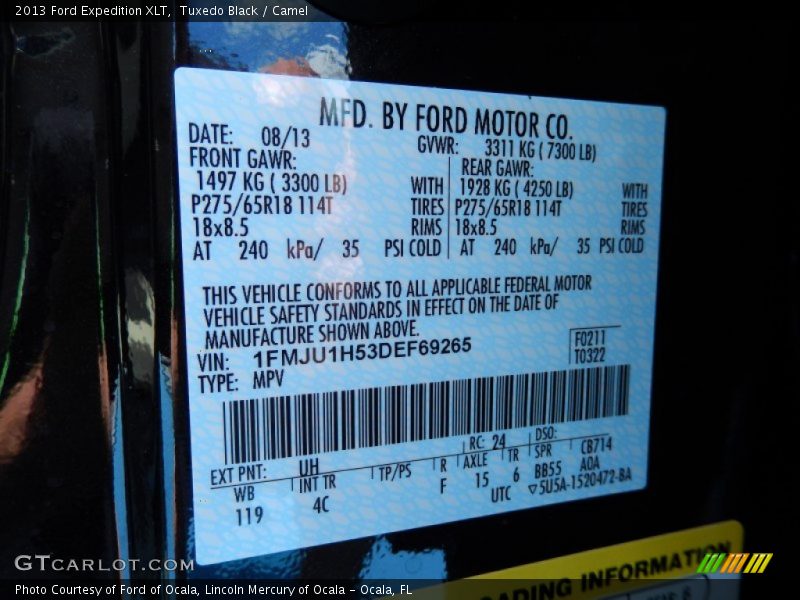 2013 Ford Expedition XLT, Tuxedo Black / Camel
MFD. BY FORD MOTOR CO.
DATE: 08/13 GVWR: 3311 KG ( 7300 LB)
FRONT GAWR: REAR GAWR:
1497 KG ( 3300 LB) WITH 1928 KG ( 4250 LB) WITH
P275/65R18 114T TIRES P275/65R18 114T TIRES
18x8.5 RIMS 18x8.5 RIMS
AT 240 kPa/ 35 PSI COLD AT 240 kPa/ 35 PSI COLD
THIS VEHICLE CONFORMS TO ALL APPLICABLE FEDERAL MOTOR
VEHICLE SAFETY STANDARDS IN EFFECT ON THE DATE OF
MANUFACTURE SHOWN ABOVE.
VIN: 1FMJU1H53DEF69265 F0211
TYPE: MPV T0322
EXT PNT: UH RC: 24 DSO:
WB INT TR TP/PS R AXLE TR SPR CB714
119 4C F 15 6 BB55 A0A
UTC ▽5U5A-1520472-BA
LOADING INFORMATION
GTCARLOT.COM
Photo Courtesy of Ford of Ocala, Lincoln Mercury of Ocala - Ocala, FL